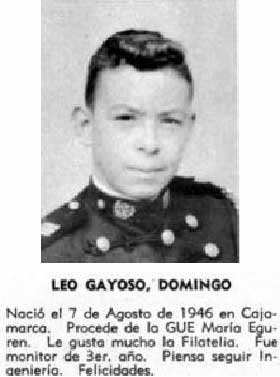 LEO GAYOSO, DOMINGO
Nació el 7 de Agosto de 1946 en Caja-
marca. Procede de la GUE María Egu-
ren. Le gusta mucho la Filatelia. Fue
monitor de 3er. año. Piensa seguir In-
geniería. Felicidades.